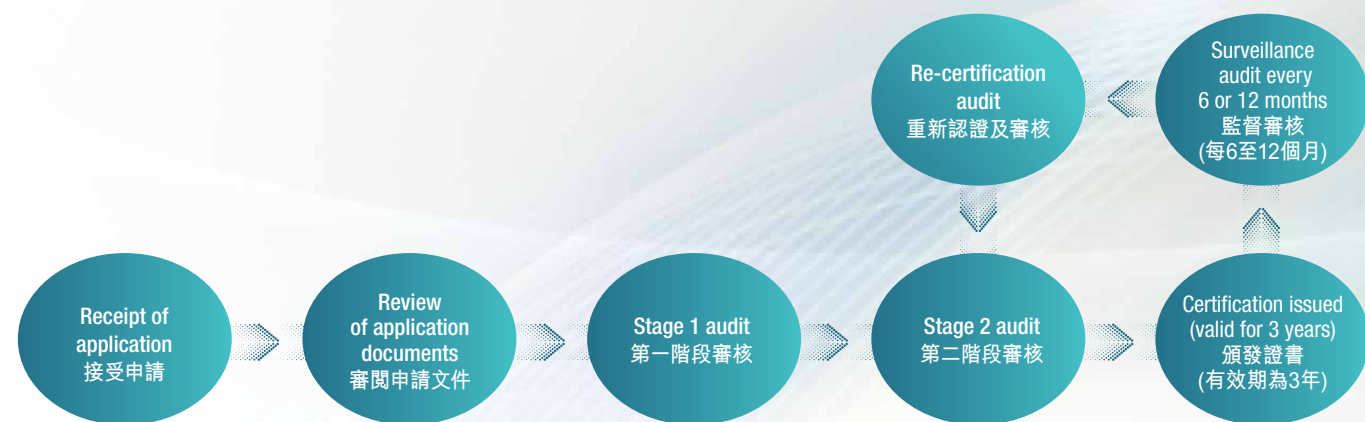 Re-certification
audit
重新認證及審核
Surveillance
audit every
6 or 12 months
監督審核
(每6至12個月)
Receipt of
application
接受申請
Review
of application
documents
審閱申請文件
Stage 1 audit
第一階段審核
Stage 2 audit
第二階段審核
Certification issued
(valid for 3 years)
頒發證書
(有效期為3年)